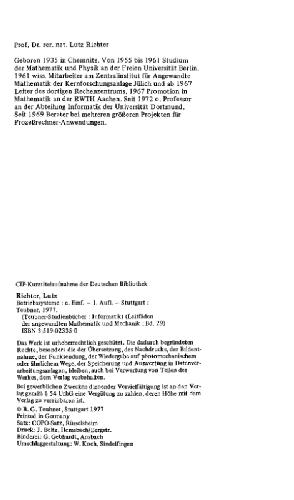 Prof. Dr. rer. nat. Lutz Richter
Geboren 1935 in Chemnitz. Von 1955 bis 1961 Studium
der Mathematik und Physik an der Freien Universität Berlin.
1961 wiss. Mitarbeiter am Zentralinstitut für Angewandte
Mathematik der Kernforschungsanlage Jülich und ab 1967
Leiter des dortigen Rechenzentrums. 1967 Promotion in
Mathematik an der RWTH Aachen. Seit 1972 o. Professor
an der Abteilung Informatik der Universität Dortmund.
Seit 1969 Berater bei mehreren größeren Projekten für
Prozeßrechner-Anwendungen.
CIP-Kurztitelaufnahme der Deutschen Bibliothek
Richter, Lutz
Betriebssysteme : e. Einf. – 1. Aufl. – Stuttgart :
Teubner, 1977.
(Teubner-Studienbücher : Informatik) (Leitfäden
der angewandten Mathematik und Mechanik ; Bd. 29)
ISBN 3 519 02335 0
Das Werk ist urheberrechtlich geschützt. Die dadurch begründeten
Rechte, besonders die der Übersetzung, des Nachdrucks, der Bildent-
nahme, der Funksendung, der Wiedergabe auf photomechanischem
oder ähnlichem Wege, der Speicherung und Auswertung in Datenver-
arbeitungsanlagen, bleiben, auch bei Verwertung von Teilen des
Werkes, dem Verlag vorbehalten.
Bei gewerblichen Zwecken dienender Vervielfältigung ist an den Ver-
lag gemäß § 54 UrhG eine Vergütung zu zahlen, deren Höhe mit dem
Verlag zu vereinbaren ist.
© B. G. Teubner, Stuttgart 1977
Printed in Germany
Satz: COPO-Satz, Rüsselsheim
Druck: J. Beltz, Hemsbach/Bergstr.
Binderei: G. Gebhardt, Ansbach
Umschlaggestaltung: W. Koch, Sindelfingen